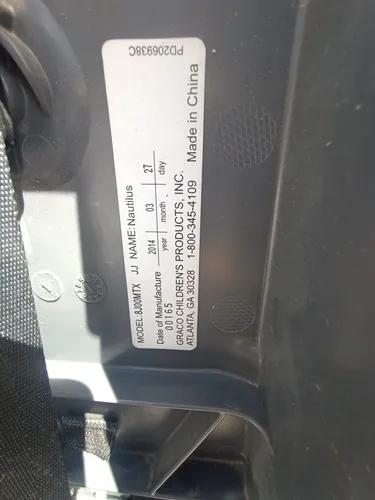 MODEL:8J00MTX JJ NAME:Nautilus
Date of Manufacture 2014 03 27
year month day
00165
GRACO CHILDREN'S PRODUCTS, INC.
ATLANTA, GA 30328 1-800-345-4109 Made in China
PD206938C